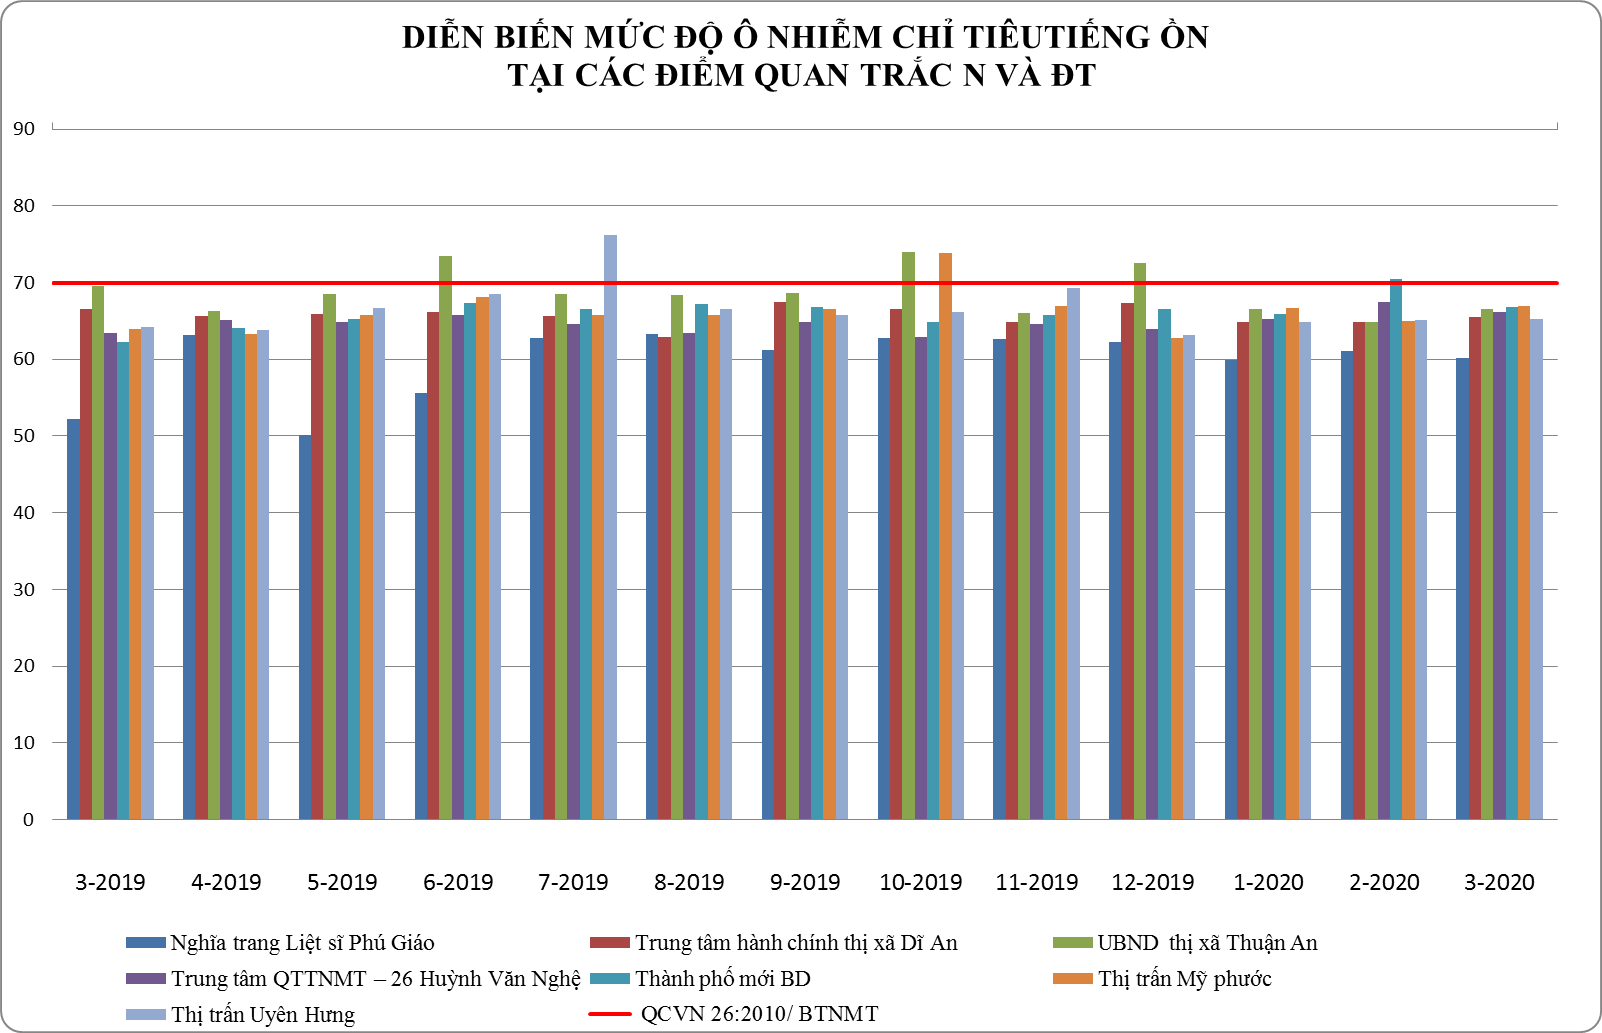 DIỄN BIẾN MỨC ĐỘ Ô NHIỄM CHỈ TIÊUTIẾNG ỒN
TẠI CÁC ĐIỂM QUAN TRẮC N VÀ ĐT
90
80
70
60
50
40
30
20
10
0
3-2019 4-2019 5-2019 6-2019 7-2019 8-2019 9-2019 10-2019 11-2019 12-2019 1-2020 2-2020 3-2020
Nghĩa trang Liệt sĩ Phú Giáo Trung tâm hành chính thị xã Dĩ An UBND thị xã Thuận An
Trung tâm QTTNMT – 26 Huỳnh Văn Nghệ Thành phố mới BD Thị trấn Mỹ phước
Thị trấn Uyên Hưng QCVN 26:2010/ BTNMT